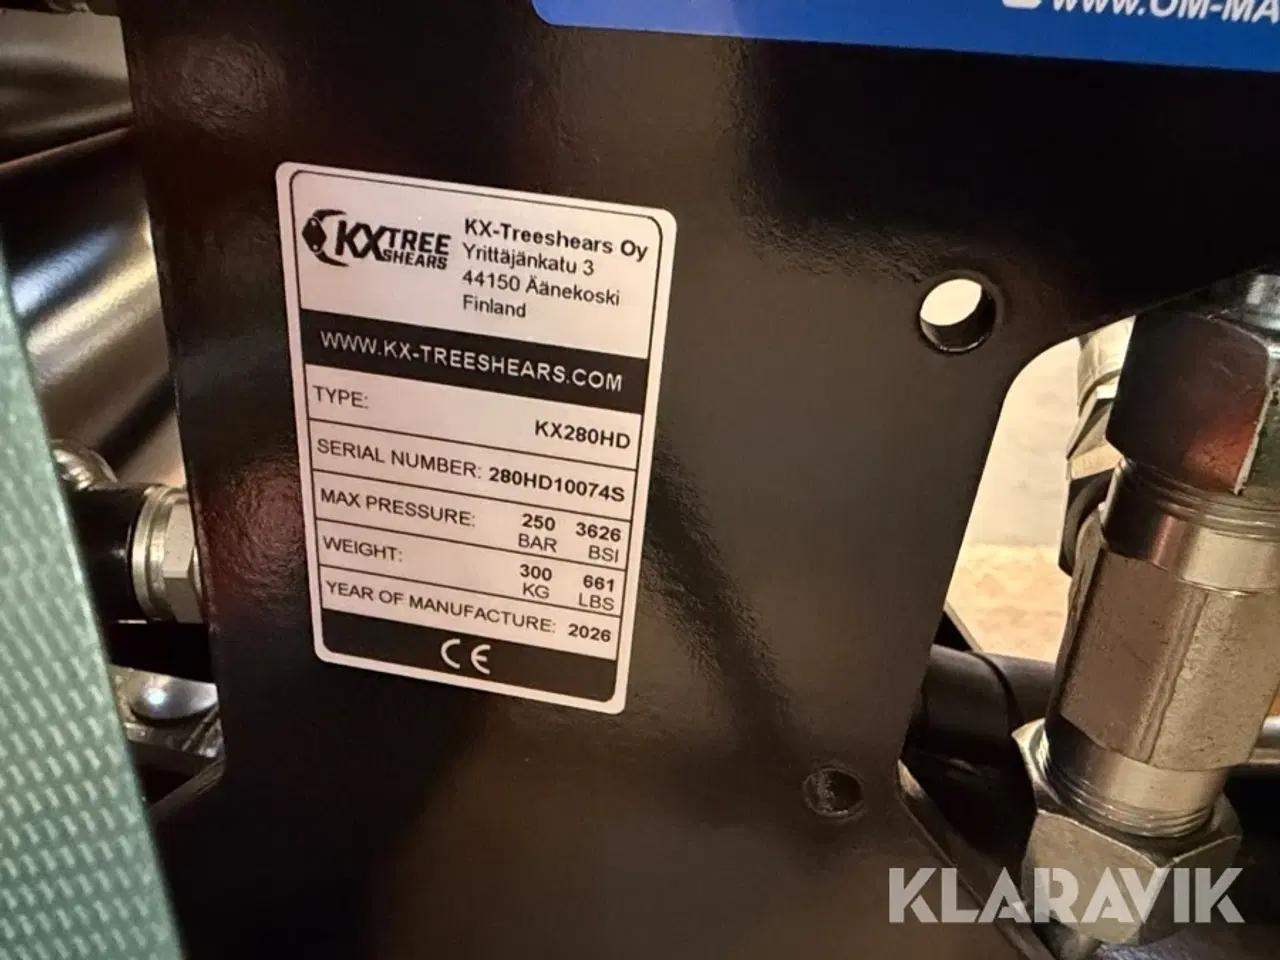 WWW.OM-MA
KX TREE SHEARS
KX-Treeshears Oy
Yrittäjänkatu 3
44150 Äänekoski
Finland
WWW.KX-TREESHEARS.COM
TYPE: KX280HD
SERIAL NUMBER: 280HD10074S
MAX PRESSURE: 250 BAR 3626 BSI
WEIGHT: 300 KG 661 LBS
YEAR OF MANUFACTURE: 2026
CE
KLARAVIK